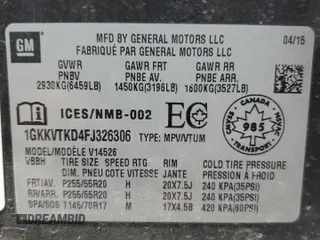 GM
MFD BY GENERAL MOTORS LLC
FABRIQUÉ PAR GENERAL MOTORS LLC
04/15
GVWR GAWR FRT GAWR RR
PNBV PNBE AV. PNBE ARR.
2930KG(6459LB) 1450KG(3196LB) 1600KG(3527LB)
ICES/NMB-002
EC
CANADA
985
1GKKVTKD4FJ326306 TYPE: MPV/VTUM
MODEL/MODÈLE V14526
VBBH TIRE SIZE SPEED RTG RIM COLD TIRE PRESSURE
DIM. PNEU COTE VITESSE JANTE PRES. DE GONFL. À FROID
FRT/AV. P255/55R20 H 20X7.5J 240 KPA(35PSI)
RR/ARR. P255/55R20 H 20X7.5J 240 KPA(35PSI)
SPA/SOS T145/70R17 M 17X4.5B 420 KPA(60PSI)